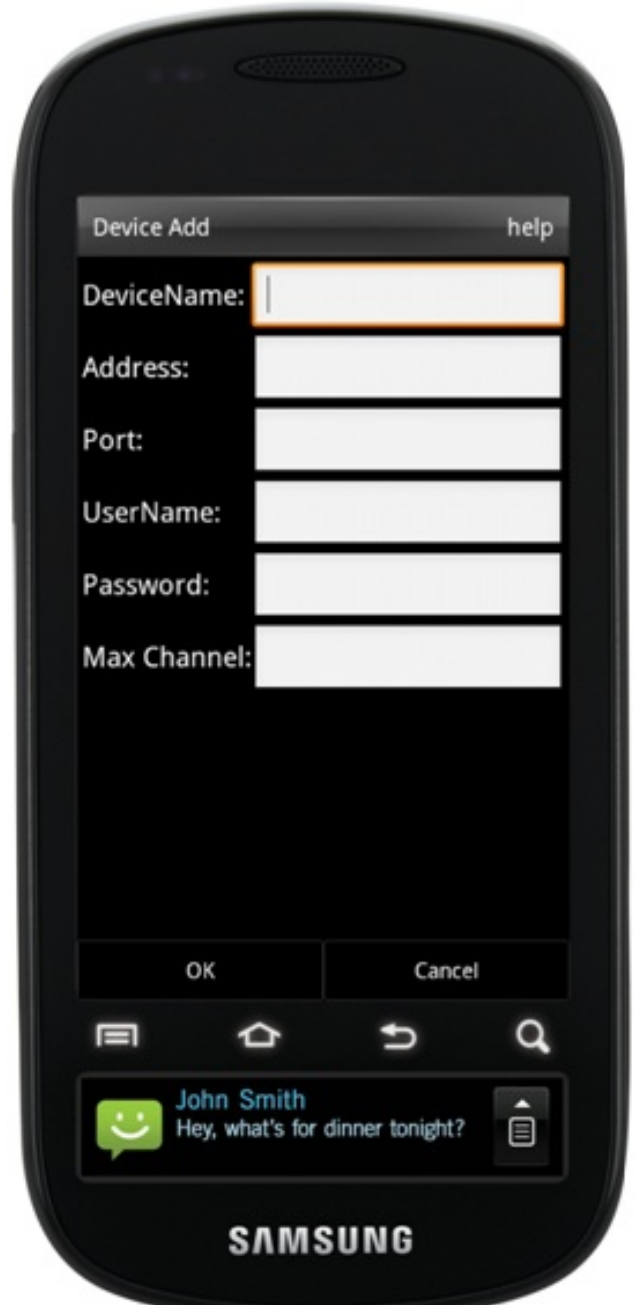 Device Add help
DeviceName:
Address:
Port:
UserName:
Password:
Max Channel:
OK Cancel
John Smith
Hey, what's for dinner tonight?
SAMSUNG